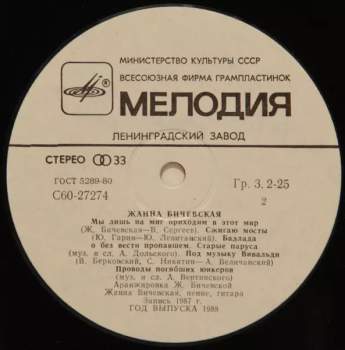 МИНИСТЕРСТВО КУЛЬТУРЫ СССР
ВСЕСОЮЗНАЯ ФИРМА ГРАМПЛАСТИНОК
МЕЛОДИЯ
ЛЕНИНГРАДСКИЙ ЗАВОД
СТЕРЕО 33
ГОСТ 5289-80
Гр. 3. 2-25
С60-27274
2
ЖАННА БИЧЕВСКАЯ
Мы лишь на миг приходим в этот мир
(Ж. Бичевская—В. Сергеев). Сжигаю мосты
(Ю. Гарин—Ю. Левитанский). Баллада
о без вести пропавшем. Старые паруса
(муз. и сл. А. Дольского). Под музыку Вивальди
(В. Берковский, С. Никитин—А. Величанский)
Проводы погибших юнкеров
(муз. и сл. А. Вертинского)
Аранжировка Ж. Бичевской
Жанна Бичевская, пение, гитара
Запись 1987 г.
ГОД ВЫПУСКА 1988